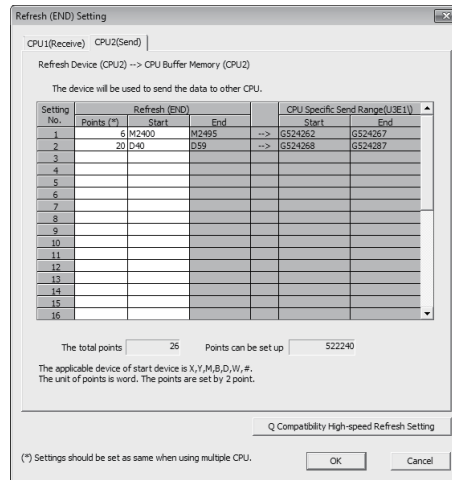 Refresh (END) Setting
CPU1(Receive) CPU2(Send)
Refresh Device (CPU2) --> CPU Buffer Memory (CPU2)
The device will be used to send the data to other CPU.
Setting No. Refresh (END) CPU Specific Send Range(U3E1\)
Points (*) Start End Start End
1 6 M2400 M2495 --> G524262 G524267
2 20 D40 D59 --> G524268 G524287
3
4
5
6
7
8
9
10
11
12
13
14
15
16
The total points 26 Points can be set up 522240
The applicable device of start device is X,Y,M,B,D,W,#.
The unit of points is word. The points are set by 2 point.
Q Compatibility High-speed Refresh Setting
(*) Settings should be set as same when using multiple CPU.
OK Cancel